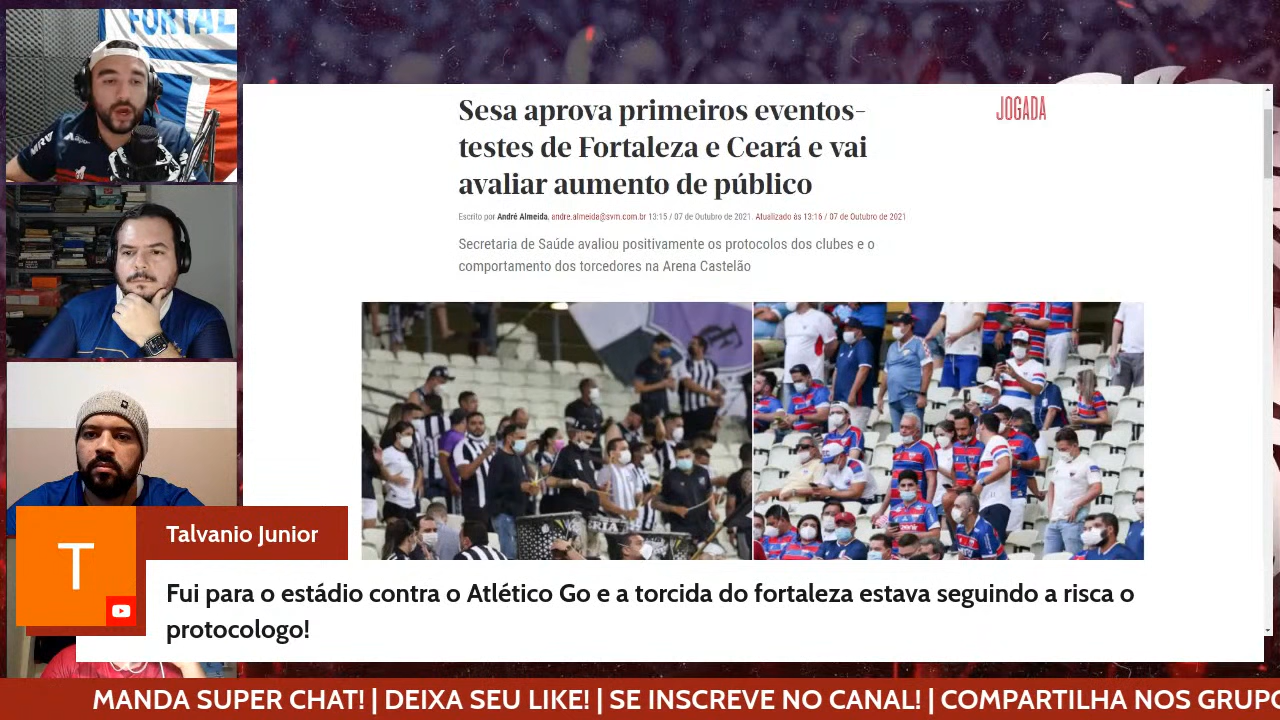 FORTAL
MRV
Sesa aprova primeiros eventos-
testes de Fortaleza e Ceará e vai
avaliar aumento de público
JOGADA
Escrito por André Almeida, andre.almeida@svm.com.br 13:15 / 07 de Outubro de 2021. Atualizado às 13:16 / 07 de Outubro de 2021
Secretaria de Saúde avaliou positivamente os protocolos dos clubes e o
comportamento dos torcedores na Arena Castelão
T
Talvanio Junior
Fui para o estádio contra o Atlético Go e a torcida do fortaleza estava seguindo a risca o
protocologo!
MANDA SUPER CHAT! | DEIXA SEU LIKE! | SE INSCREVE NO CANAL! | COMPARTILHA NOS GRUPO